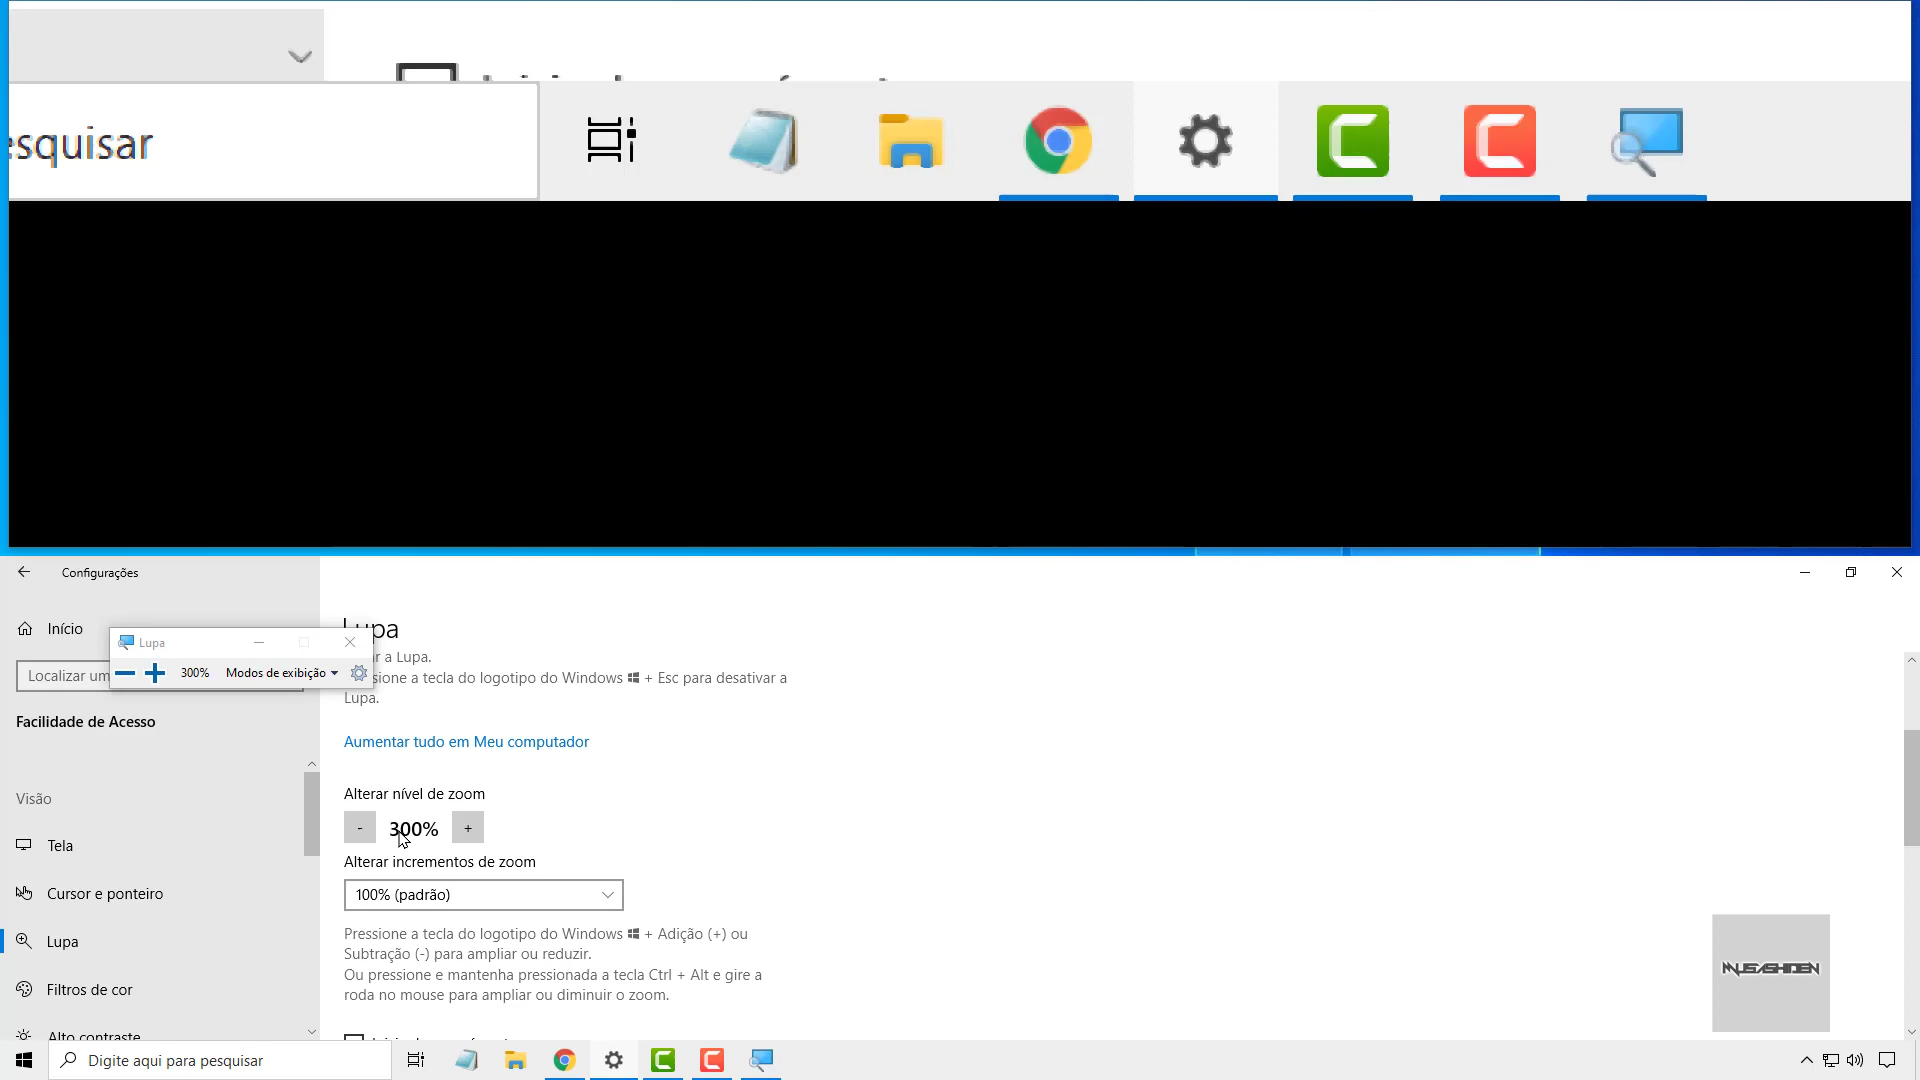 esquisar
Configurações
Início
Lupa
Lupa
300%
Modos de exibição
Localizar um
r a Lupa.
sione a tecla do logotipo do Windows + Esc para desativar a
Lupa.
Facilidade de Acesso
Aumentar tudo em Meu computador
Visão
Alterar nível de zoom
- 300% +
Tela
Alterar incrementos de zoom
100% (padrão)
Cursor e ponteiro
Pressione a tecla do logotipo do Windows + Adição (+) ou
Subtração (-) para ampliar ou reduzir.
Lupa
Ou pressione e mantenha pressionada a tecla Ctrl + Alt e gire a
roda no mouse para ampliar ou diminuir o zoom.
Filtros de cor
MUSASHIDEN
Alto contraste
Digite aqui para pesquisar